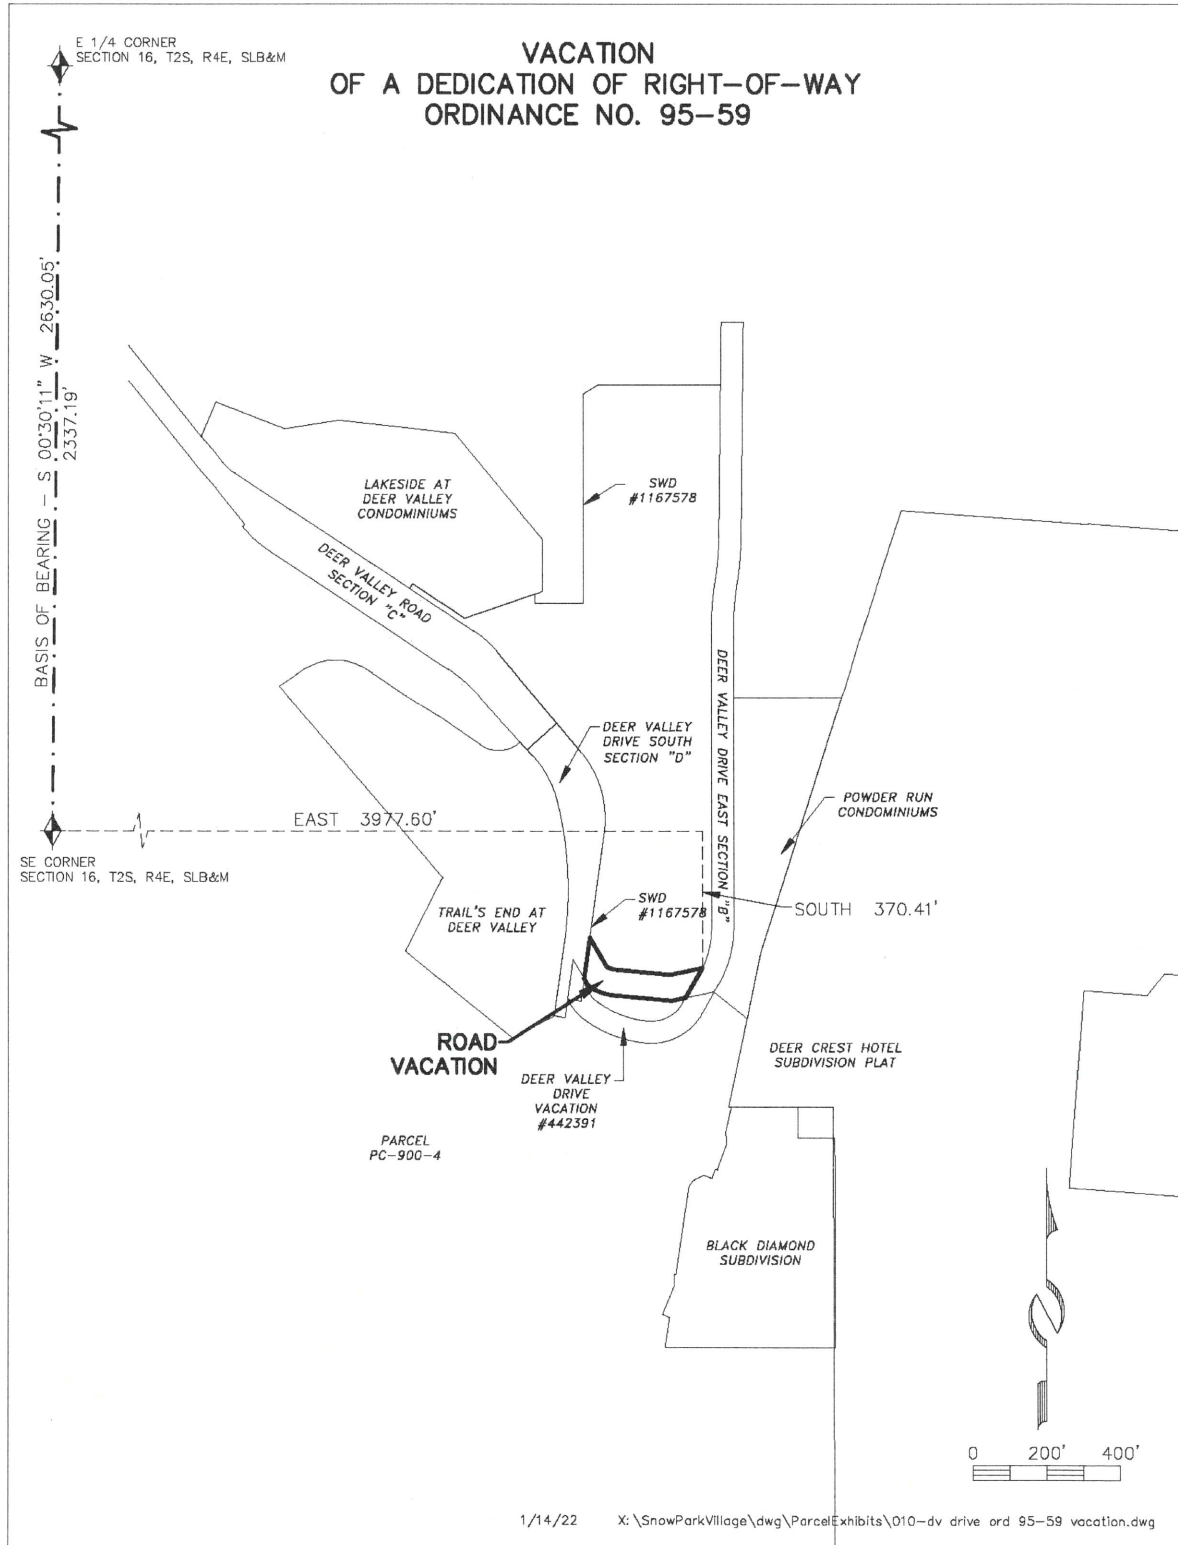 E 1/4 CORNER
SECTION 16, T2S, R4E, SLB&M
VACATION
OF A DEDICATION OF RIGHT-OF-WAY
ORDINANCE NO. 95-59
BASIS OF BEARING - S 00°30'11" W 2630.05'
2337.19'
LAKESIDE AT
DEER VALLEY
CONDOMINIUMS
SWD
#1167578
DEER VALLEY ROAD
SECTION "C"
DEER VALLEY DRIVE EAST SECTION "B"
DEER VALLEY
DRIVE SOUTH
SECTION "D"
POWDER RUN
CONDOMINIUMS
EAST 3977.60'
SE CORNER
SECTION 16, T2S, R4E, SLB&M
TRAIL'S END AT
DEER VALLEY
SWD
#1167578
SOUTH 370.41'
ROAD
VACATION
DEER VALLEY
DRIVE
VACATION
#442391
DEER CREST HOTEL
SUBDIVISION PLAT
PARCEL
PC-900-4
BLACK DIAMOND
SUBDIVISION
N
0 200' 400'
1/14/22 X:\SnowParkVillage\dwg\ParcelExhibits\010-dv drive ord 95-59 vacation.dwg